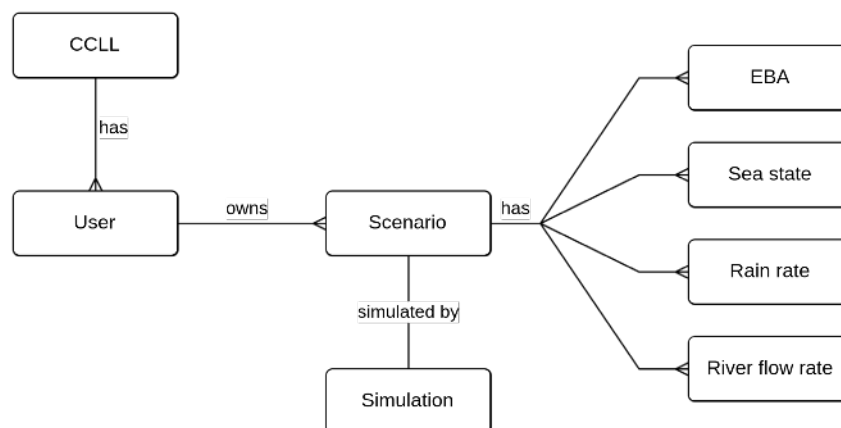 CCLL
EBA
has
Sea state
User
owns
Scenario
has
Rain rate
simulated by
River flow rate
Simulation